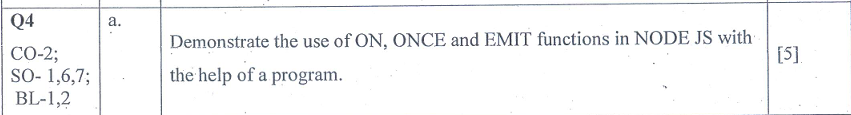 Q4
a.
CO-2;
SO- 1,6,7;
BL-1,2
Demonstrate the use of ON, ONCE and EMIT functions in NODE JS with
the help of a program.
[5]